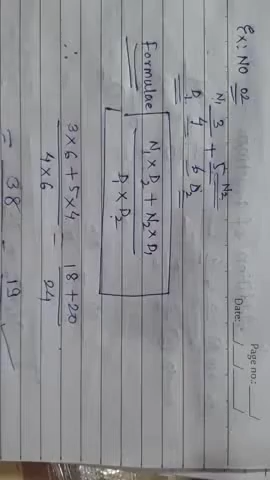 Page no.: / /
Date: / /
Ex: NO 02
N1 3 + 5 N2
D1 4 6 D2
Formulae
N1 × D2 + N2 × D1
D1 × D2
∴ 3×6 + 5×4 = 18 + 20
4×6 24
= 38 19